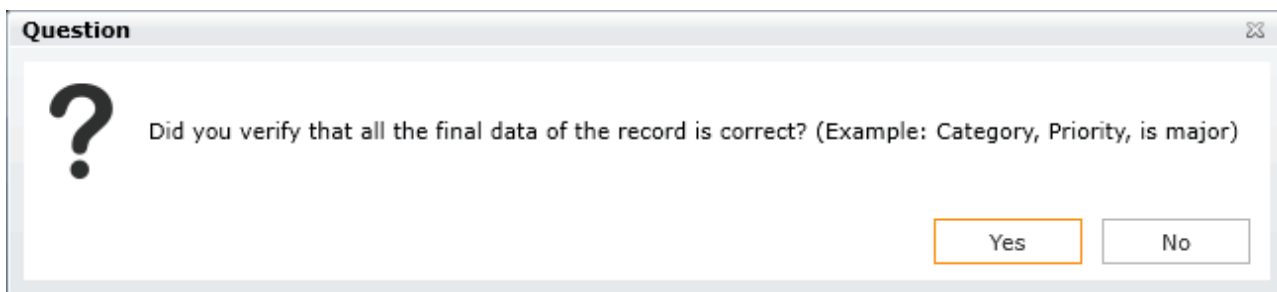 Question
Did you verify that all the final data of the record is correct? (Example: Category, Priority, is major)
Yes
No